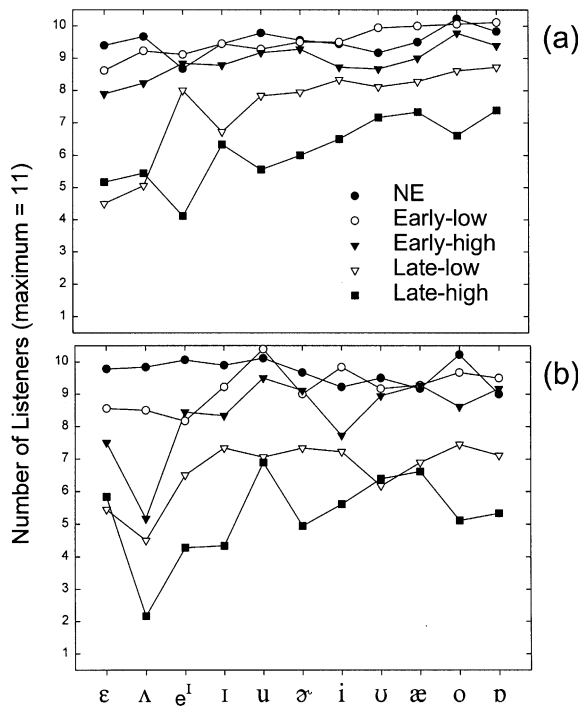 (a)
10
9
8
7
6
5
4
3
2
1
NE
Early-low
Early-high
Late-low
Late-high
(b)
10
9
8
7
6
5
4
3
2
1
Number of Listeners (maximum = 11)
ɛ ʌ eᴵ ɪ u ɚ i ʊ æ o ɒ